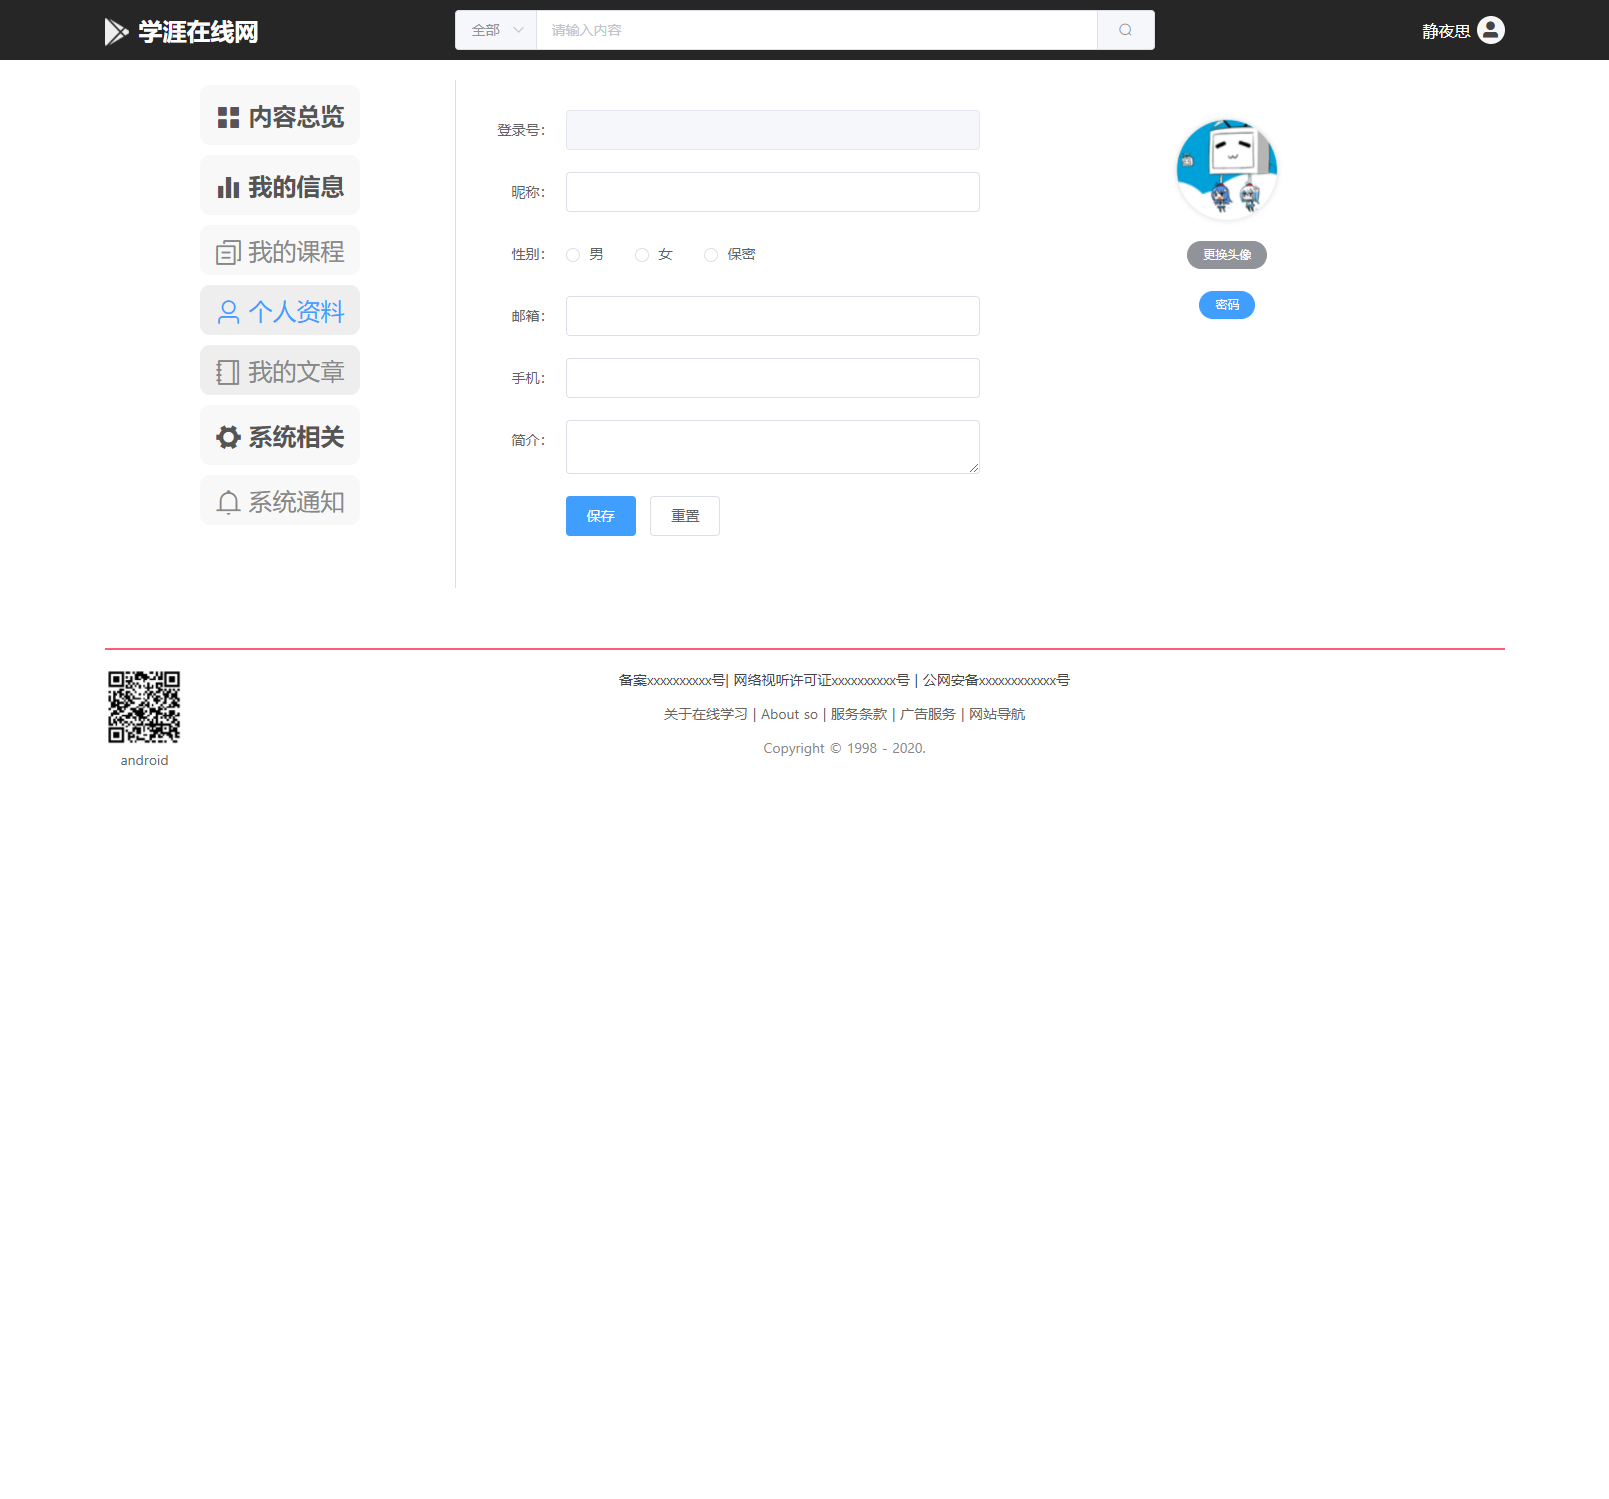 学涯在线网
全部
请输入内容
静夜思
内容总览
我的信息
我的课程
个人资料
我的文章
系统相关
系统通知
登录号：
昵称：
性别：
男
女
保密
邮箱：
手机：
简介：
保存
重置
更换头像
密码
备案xxxxxxxxxx号| 网络视听许可证xxxxxxxxxx号 | 公网安备xxxxxxxxxxxx号
关于在线学习 | About so | 服务条款 | 广告服务 | 网站导航
Copyright © 1998 - 2020.
android